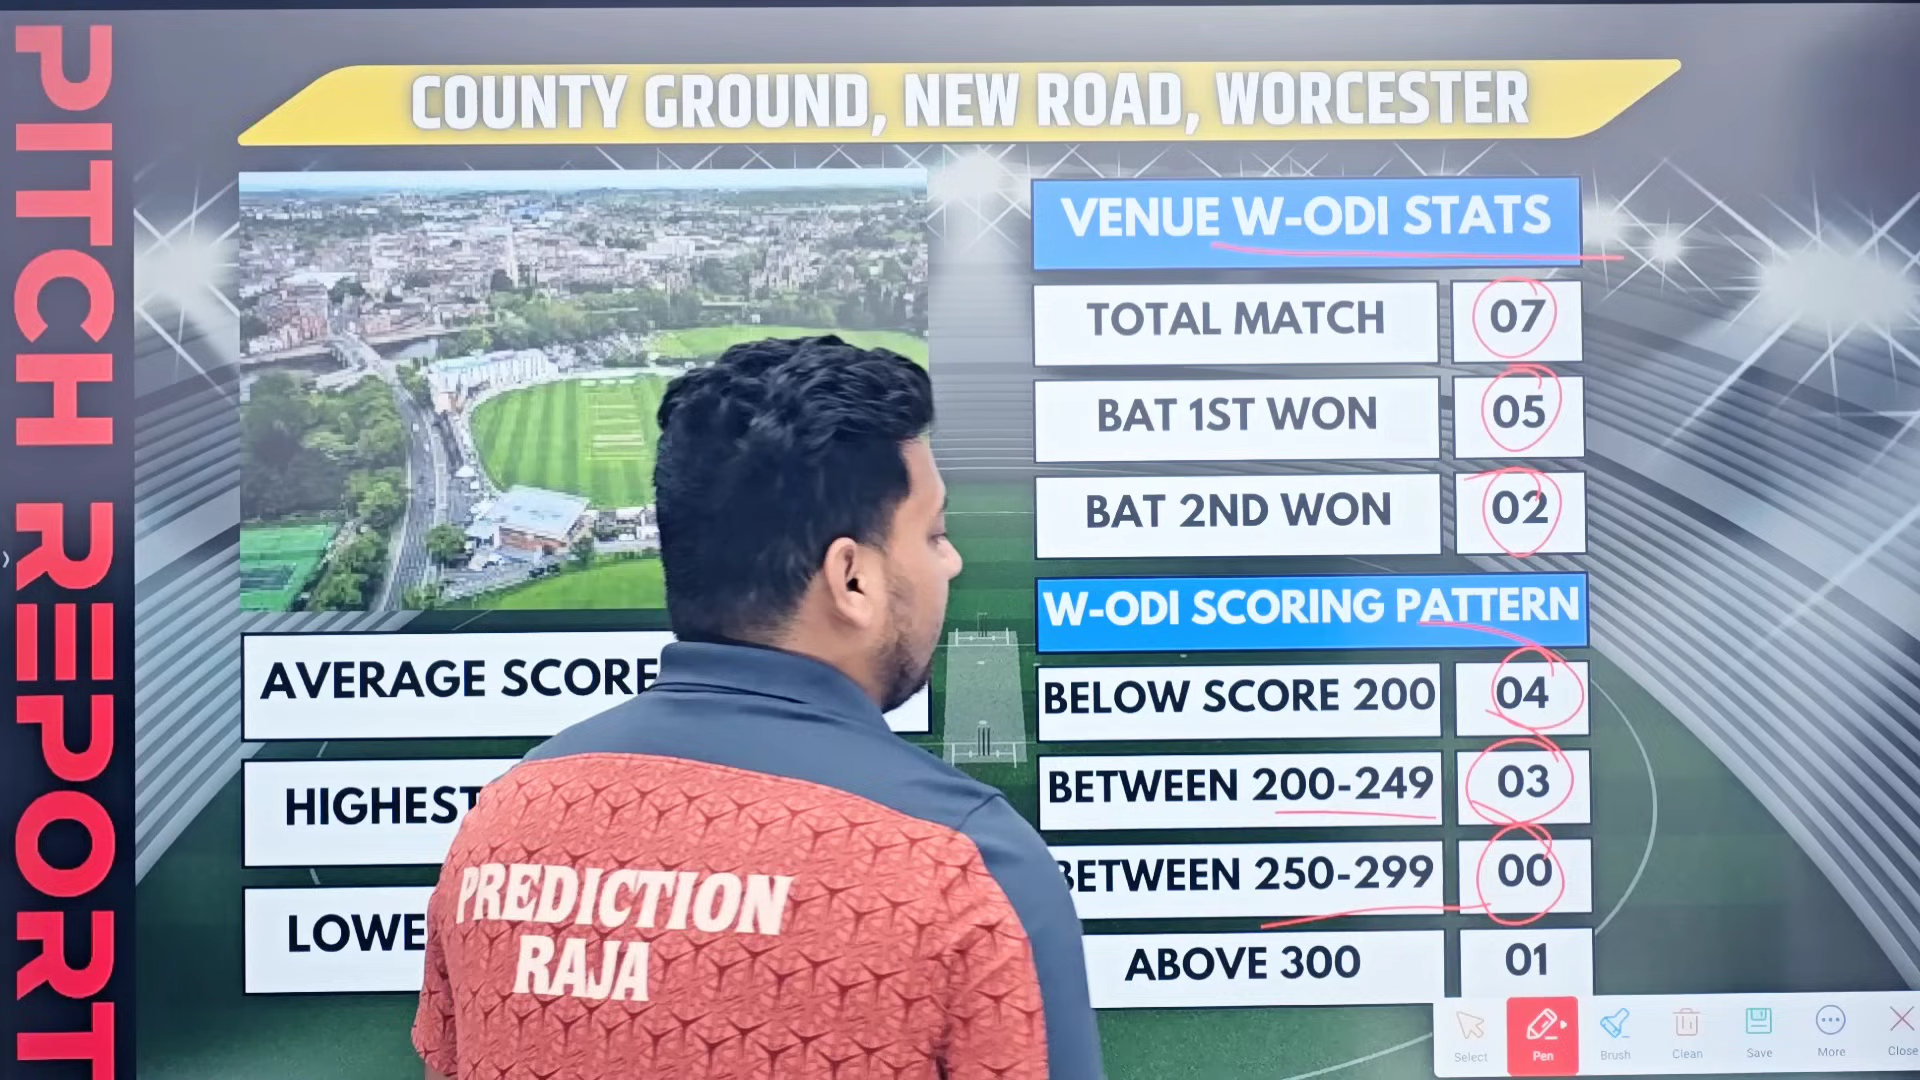 PITCH REPORT
COUNTY GROUND, NEW ROAD, WORCESTER
VENUE W-ODI STATS
TOTAL MATCH 07
BAT 1ST WON 05
BAT 2ND WON 02
W-ODI SCORING PATTERN
BELOW SCORE 200 04
BETWEEN 200-249 03
BETWEEN 250-299 00
ABOVE 300 01
AVERAGE SCORE
HIGHEST
LOWE
PREDICTION
RAJA
Select Pen Brush Clean Save More Close